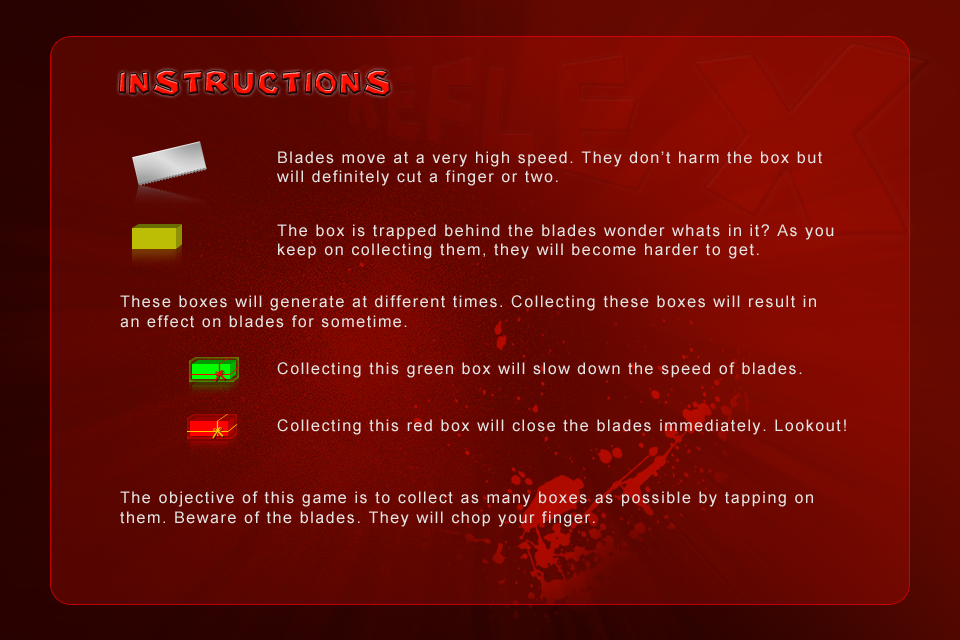 REFLEX
INSTRUCTIONS
Blades move at a very high speed. They don't harm the box but
will definitely cut a finger or two.
The box is trapped behind the blades wonder whats in it? As you
keep on collecting them, they will become harder to get.
These boxes will generate at different times. Collecting these boxes will result in
an effect on blades for sometime.
Collecting this green box will slow down the speed of blades.
Collecting this red box will close the blades immediately. Lookout!
The objective of this game is to collect as many boxes as possible by tapping on
them. Beware of the blades. They will chop your finger.